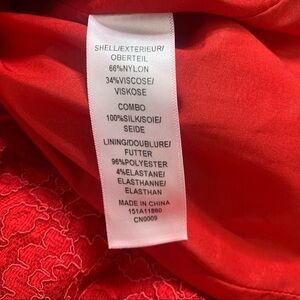 SHELL/EXTERIEUR/
OBERTEIL
66%NYLON
34%VISCOSE/
VISKOSE
COMBO
100%SILK/SOIE/
SEIDE
LINING/DOUBLURE/
FUTTER
96%POLYESTER
4%ELASTANE/
ELASTHANNE/
ELASTHAN
MADE IN CHINA
151A11860
CN0009